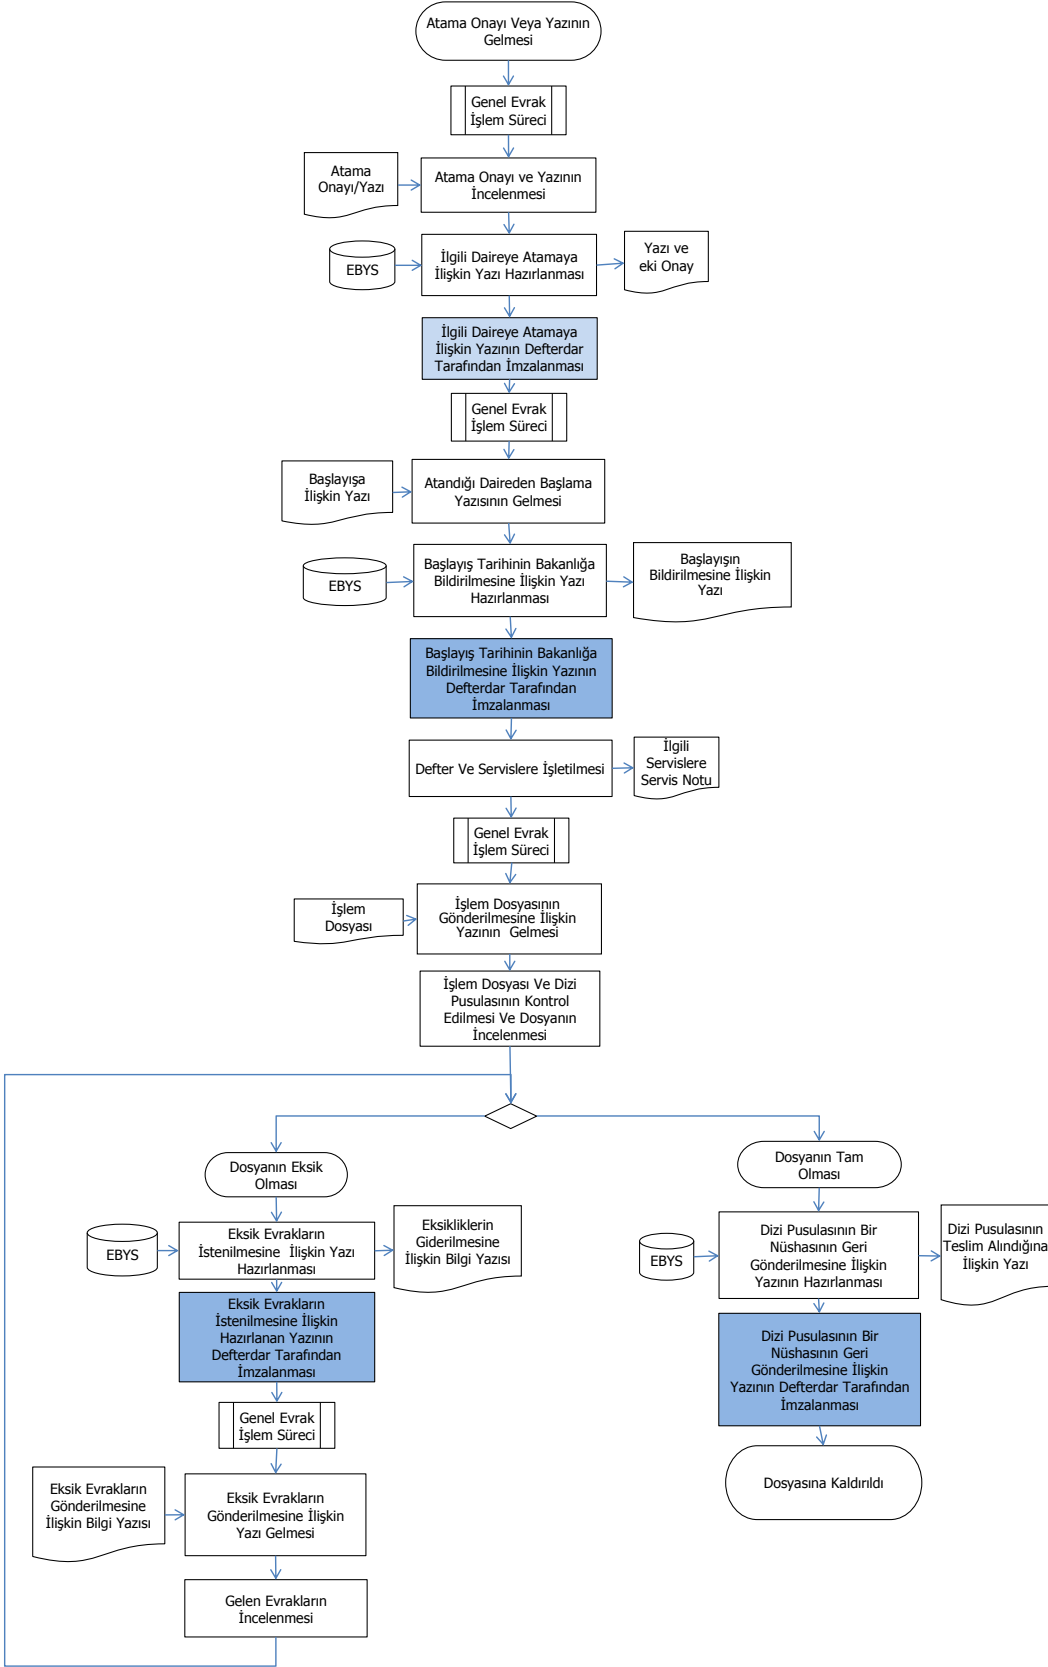 Atama Onayı Veya Yazının
Gelmesi
Genel Evrak
İşlem Süreci
Atama
Onayı/Yazı
Atama Onayı ve Yazının
İncelenmesi
EBYS
İlgili Daireye Atamaya
İlişkin Yazı Hazırlanması
Yazı ve
eki Onay
İlgili Daireye Atamaya
İlişkin Yazının Defterdar
Tarafından İmzalanması
Genel Evrak
İşlem Süreci
Başlayışa
İlişkin Yazı
Atandığı Daireden Başlama
Yazısının Gelmesi
EBYS
Başlayış Tarihinin Bakanlığa
Bildirilmesine İlişkin Yazı
Hazırlanması
Başlayışın
Bildirilmesine İlişkin
Yazı
Başlayış Tarihinin Bakanlığa
Bildirilmesine İlişkin Yazının
Defterdar Tarafından
İmzalanması
Defter Ve Servislere İşletilmesi
İlgili
Servislere
Servis Notu
Genel Evrak
İşlem Süreci
İşlem
Dosyası
İşlem Dosyasının
Gönderilmesine İlişkin
Yazının Gelmesi
İşlem Dosyası Ve Dizi
Pusulasının Kontrol
Edilmesi Ve Dosyanın
İncelenmesi
Dosyanın Eksik
Olması
EBYS
Eksik Evrakların
İstenilmesine İlişkin Yazı
Hazırlanması
Eksikliklerin
Giderilmesine
İlişkin Bilgi Yazısı
Eksik Evrakların
İstenilmesine İlişkin
Hazırlanan Yazının
Defterdar Tarafından
İmzalanması
Genel Evrak
İşlem Süreci
Eksik Evrakların
Gönderilmesine
İlişkin Bilgi Yazısı
Eksik Evrakların
Gönderilmesine İlişkin
Yazı Gelmesi
Gelen Evrakların
İncelenmesi
Dosyanın Tam
Olması
EBYS
Dizi Pusulasının Bir
Nüshasının Geri
Gönderilmesine İlişkin
Yazının Hazırlanması
Dizi Pusulasının
Teslim Alındığına
İlişkin Yazı
Dizi Pusulasının Bir
Nüshasının Geri
Gönderilmesine İlişkin
Yazının Defterdar Tarafından
İmzalanması
Dosyasına Kaldırıldı